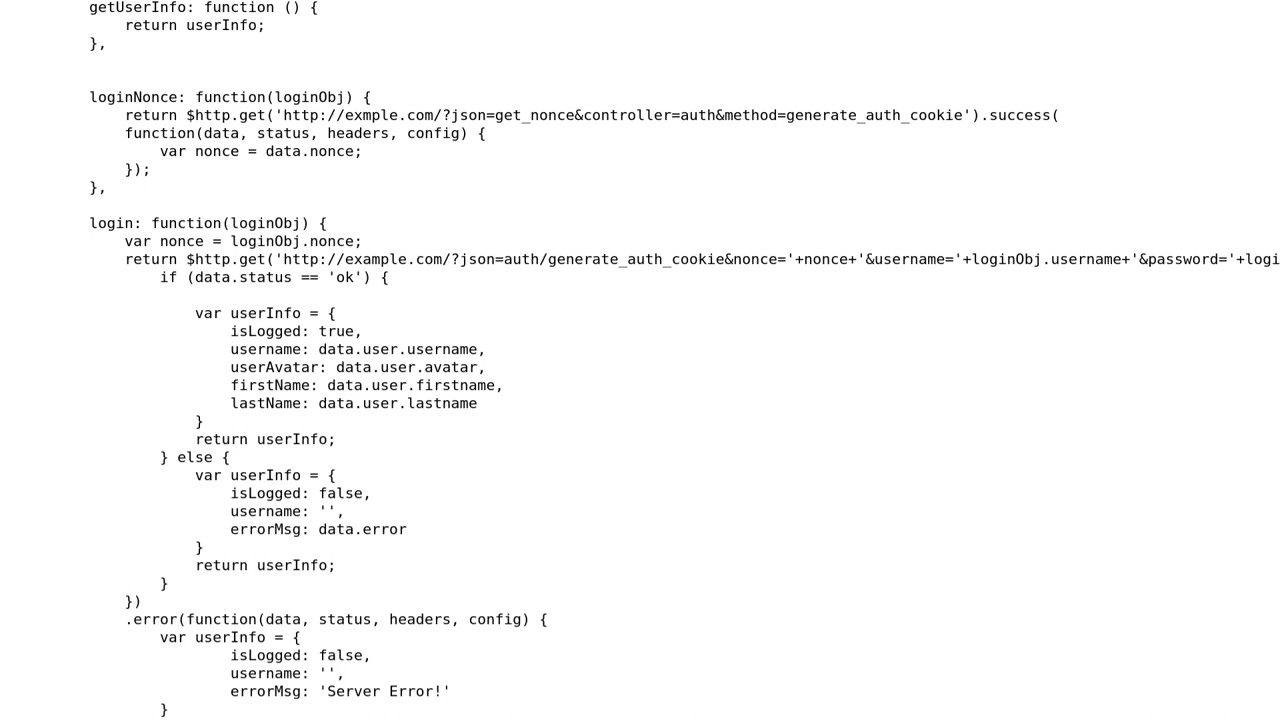 getUserInfo: function () {
    return userInfo;
},
loginNonce: function(loginObj) {
    return $http.get('http://exmple.com/?json=get_nonce&controller=auth&method=generate_auth_cookie').success(
    function(data, status, headers, config) {
        var nonce = data.nonce;
    });
},
login: function(loginObj) {
    var nonce = loginObj.nonce;
    return $http.get('http://example.com/?json=auth/generate_auth_cookie&nonce='+nonce+'&username='+loginObj.username+'&password='+logi
        if (data.status == 'ok') {
            var userInfo = {
                isLogged: true,
                username: data.user.username,
                userAvatar: data.user.avatar,
                firstName: data.user.firstname,
                lastName: data.user.lastname
            }
            return userInfo;
        } else {
            var userInfo = {
                isLogged: false,
                username: '',
                errorMsg: data.error
            }
            return userInfo;
        }
    })
    .error(function(data, status, headers, config) {
        var userInfo = {
                isLogged: false,
                username: '',
                errorMsg: 'Server Error!'
        }